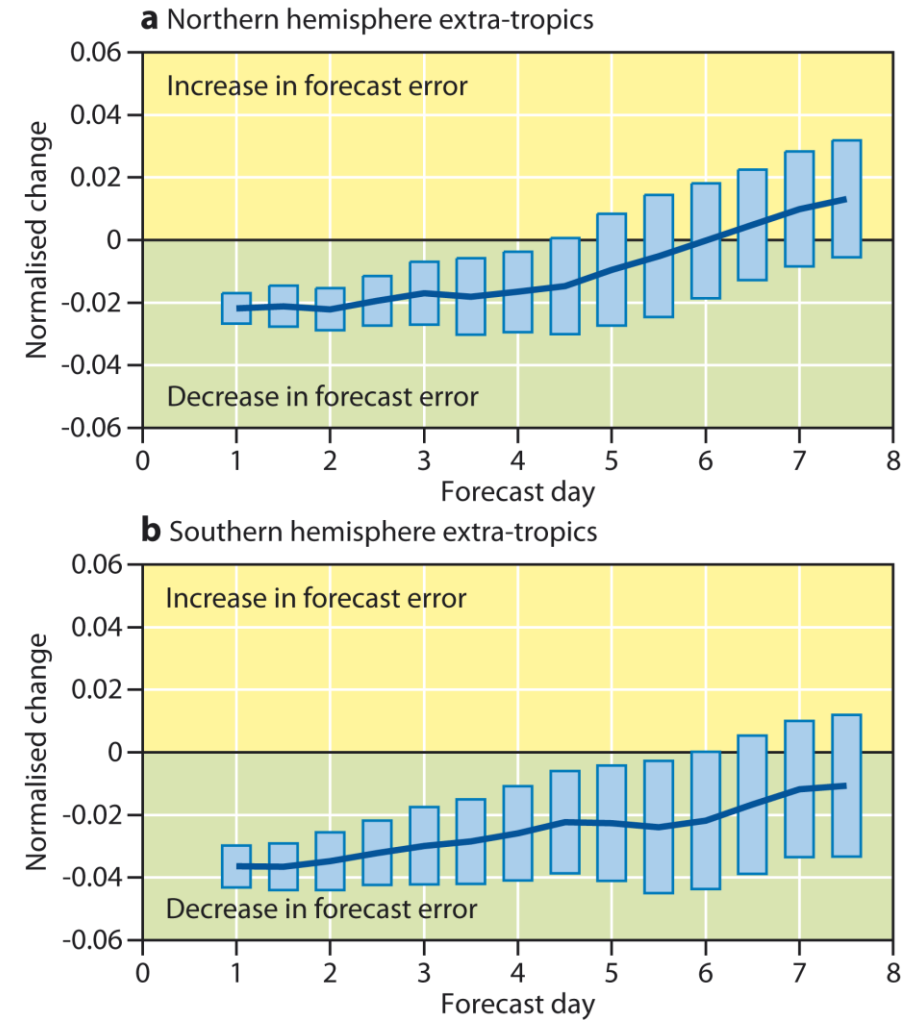 a Northern hemisphere extra-tropics
0.06
Increase in forecast error
0.04
0.02
0
-0.02
-0.04
Decrease in forecast error
-0.06
Normalised change
0 1 2 3 4 5 6 7 8
Forecast day
b Southern hemisphere extra-tropics
0.06
Increase in forecast error
0.04
0.02
0
-0.02
-0.04
Decrease in forecast error
-0.06
Normalised change
0 1 2 3 4 5 6 7 8
Forecast day